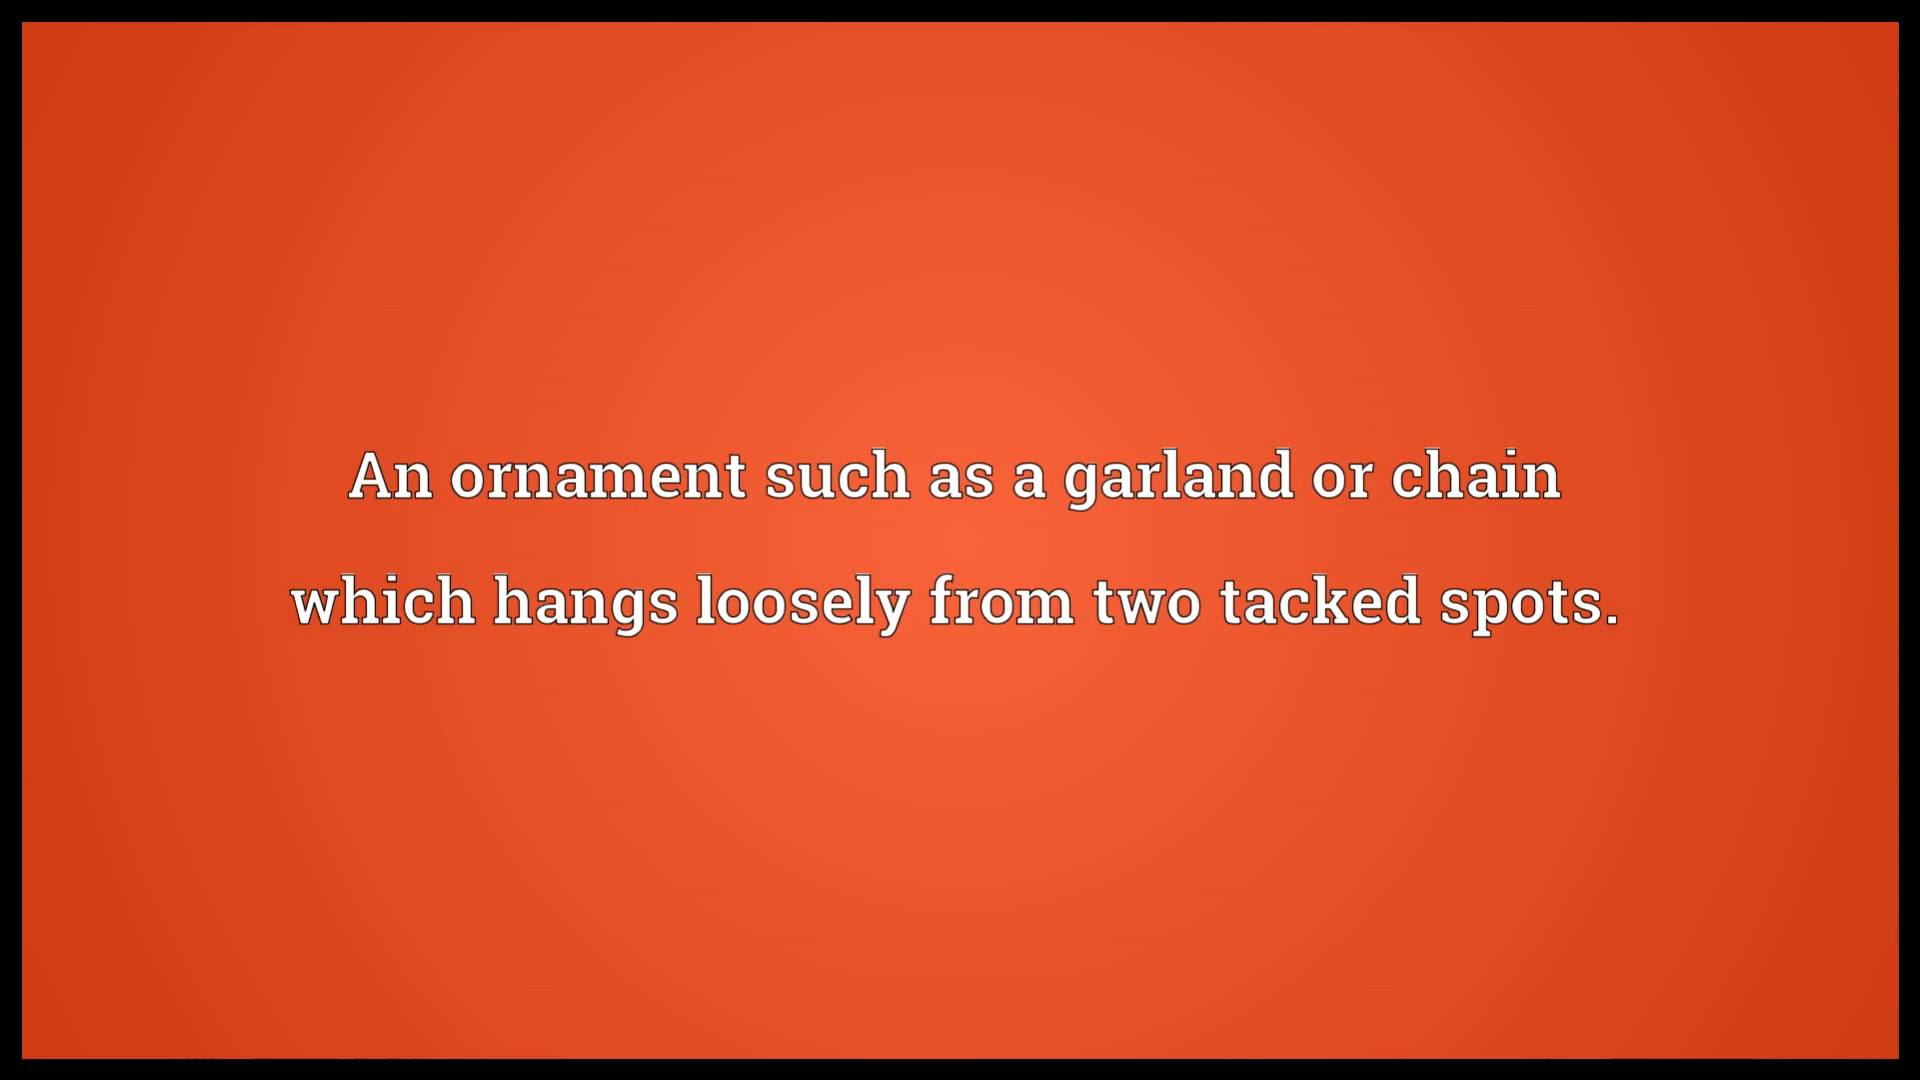 An ornament such as a garland or chain
which hangs loosely from two tacked spots.